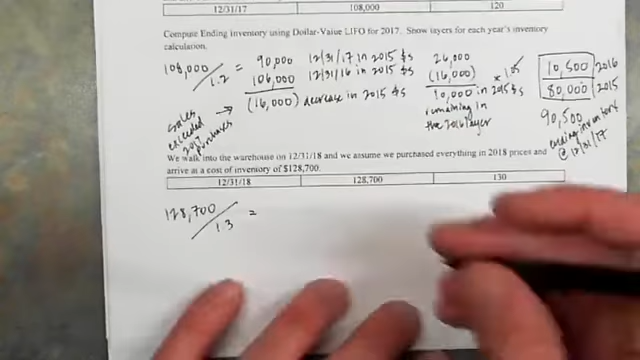 12/31/17 108,000 120
Compute Ending inventory using Dollar-Value LIFO for 2017. Show layers for each year's inventory
calculation.
108,000/1.2 = 90,000 12/31/17 in 2015 $s
106,000 12/31/16 in 2015 $s
(16,000) decrease in 2015 $s
sales
exceeded
2017
purchases
26,000
(16,000) x 1.05
10,000 in 2015 $s
remaining in
the 2016 layer
10,500 2016
80,000 2015
90,500
ending inventory
@ 12/31/17
We walk into the warehouse on 12/31/18 and we assume we purchased everything in 2018 prices and
arrive at a cost of inventory of $128,700.
12/31/18 128,700 130
128,700/1.3 =